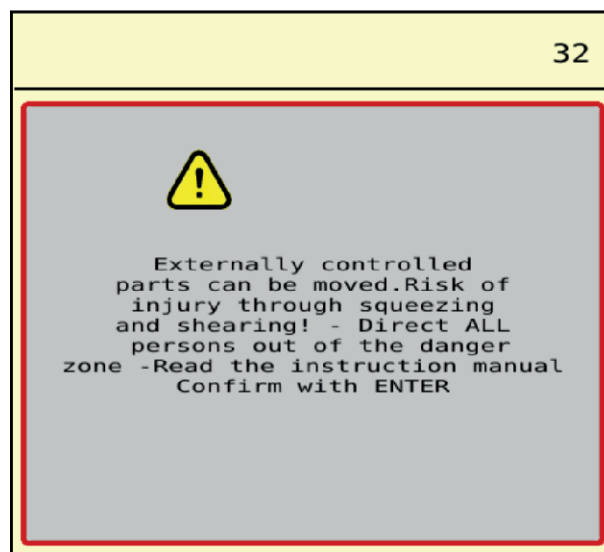 32
Externally controlled
parts can be moved.Risk of
injury through squeezing
and shearing! - Direct ALL
persons out of the danger
zone -Read the instruction manual
Confirm with ENTER